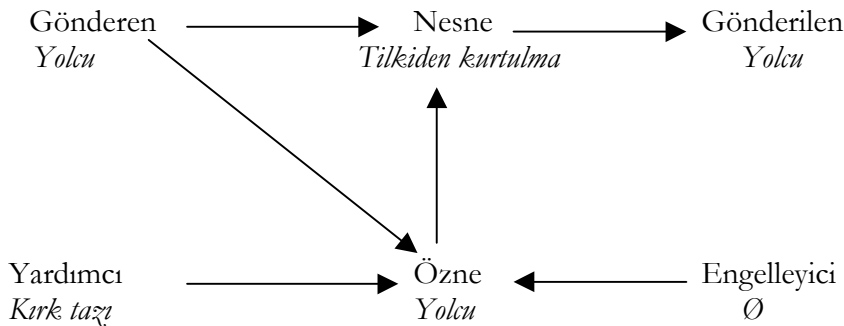 Gönderen Nesne Gönderilen
Yolcu Tilkiden kurtulma Yolcu
Yardımcı Özne Engelleyici
Kırk tazı Yolcu Ø